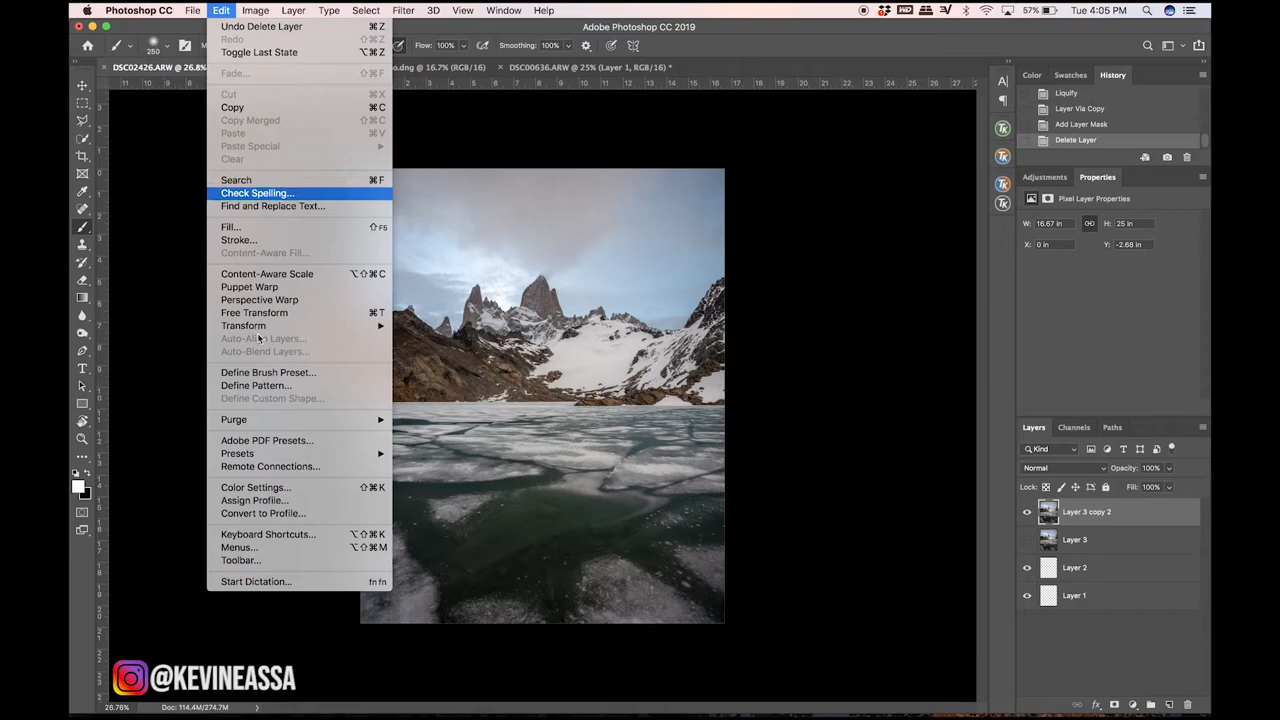 Photoshop CC File Edit Image Layer Type Select Filter 3D View Window Help 57% Tue 4:05 PM
Adobe Photoshop CC 2019
250 Flow: 100% Smoothing: 100%
DSC02426.ARW @ 26.8% o.dng @ 16.7% (RGB/16) DSC00636.ARW @ 25% (Layer 1, RGB/16) *
Undo Delete Layer ⌘Z
Redo ⇧⌘Z
Toggle Last State ⌥⌘Z
Fade... ⇧⌘F
Cut ⌘X
Copy ⌘C
Copy Merged ⇧⌘C
Paste ⌘V
Paste Special
Clear
Search ⌘F
Check Spelling...
Find and Replace Text...
Fill... ⇧F5
Stroke...
Content-Aware Fill...
Content-Aware Scale ⌥⇧⌘C
Puppet Warp
Perspective Warp
Free Transform ⌘T
Transform
Auto-Align Layers...
Auto-Blend Layers...
Define Brush Preset...
Define Pattern...
Define Custom Shape...
Purge
Adobe PDF Presets...
Presets
Remote Connections...
Color Settings... ⇧⌘K
Assign Profile...
Convert to Profile...
Keyboard Shortcuts... ⌥⇧⌘K
Menus... ⌥⇧⌘M
Toolbar...
Start Dictation... fn fn
Color Swatches History
Liquify
Layer Via Copy
Add Layer Mask
Delete Layer
Adjustments Properties
Pixel Layer Properties
W: 16.67 in H: 25 in
X: 0 in Y: -2.68 in
Layers Channels Paths
Kind
Normal Opacity: 100%
Lock: Fill: 100%
Layer 3 copy 2
Layer 3
Layer 2
Layer 1
@KEVINEASSA
26.76% Doc: 114.4M/274.7M